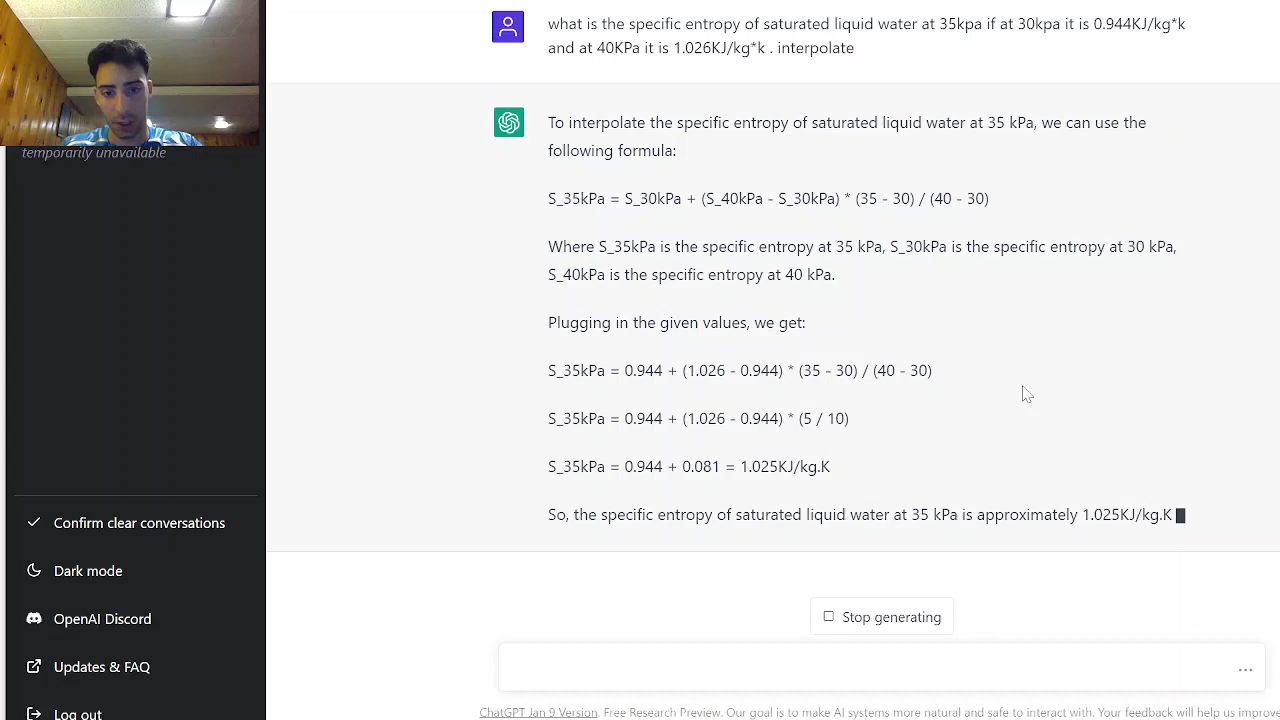 what is the specific entropy of saturated liquid water at 35kpa if at 30kpa it is 0.944KJ/kg*k
and at 40KPa it is 1.026KJ/kg*k . interpolate
To interpolate the specific entropy of saturated liquid water at 35 kPa, we can use the
following formula:
S_35kPa = S_30kPa + (S_40kPa - S_30kPa) * (35 - 30) / (40 - 30)
Where S_35kPa is the specific entropy at 35 kPa, S_30kPa is the specific entropy at 30 kPa,
S_40kPa is the specific entropy at 40 kPa.
Plugging in the given values, we get:
S_35kPa = 0.944 + (1.026 - 0.944) * (35 - 30) / (40 - 30)
S_35kPa = 0.944 + (1.026 - 0.944) * (5 / 10)
S_35kPa = 0.944 + 0.081 = 1.025KJ/kg.K
So, the specific entropy of saturated liquid water at 35 kPa is approximately 1.025KJ/kg.K
temporarily unavailable
Confirm clear conversations
Dark mode
OpenAI Discord
Updates & FAQ
Log out
Stop generating
ChatGPT Jan 9 Version. Free Research Preview. Our goal is to make AI systems more natural and safe to interact with. Your feedback will help us improve